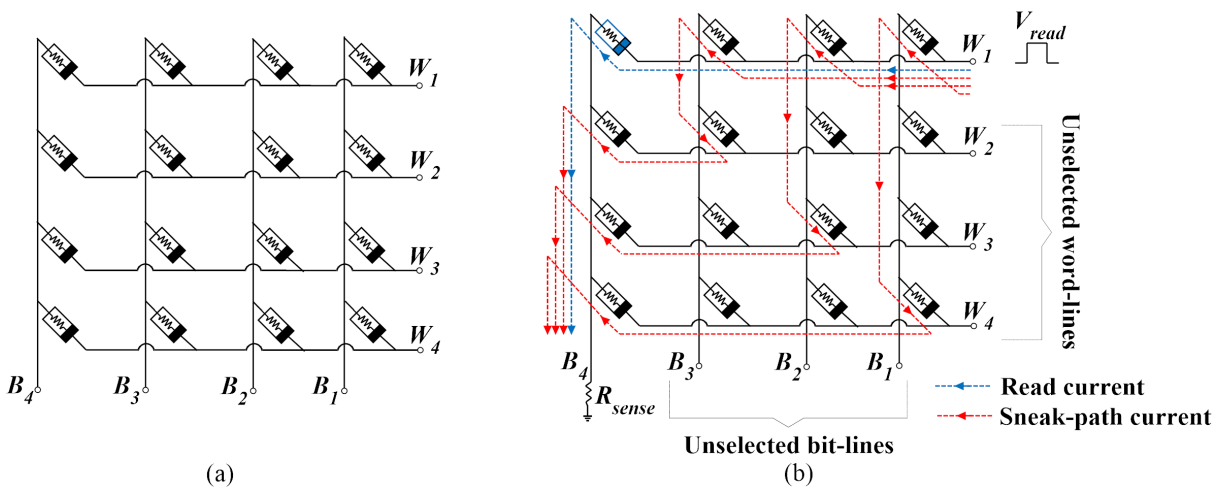 W1
W2
W3
W4
B4 B3 B2 B1
(a)
Vread
W1
W2
W3
W4
Unselected word-lines
B4 B3 B2 B1
Rsense
Unselected bit-lines
Read current
Sneak-path current
(b)